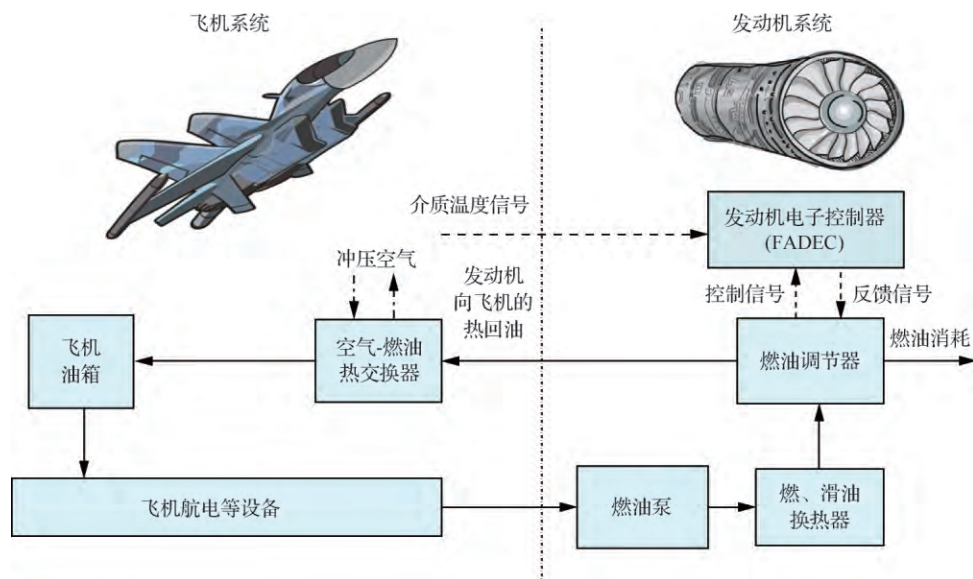 飞机系统
发动机系统
介质温度信号
发动机电子控制器
(FADEC)
冲压空气
发动机
向飞机的
热回油
控制信号
反馈信号
飞机
油箱
空气-燃油
热交换器
燃油调节器
燃油消耗
飞机航电等设备
燃油泵
燃、滑油
换热器